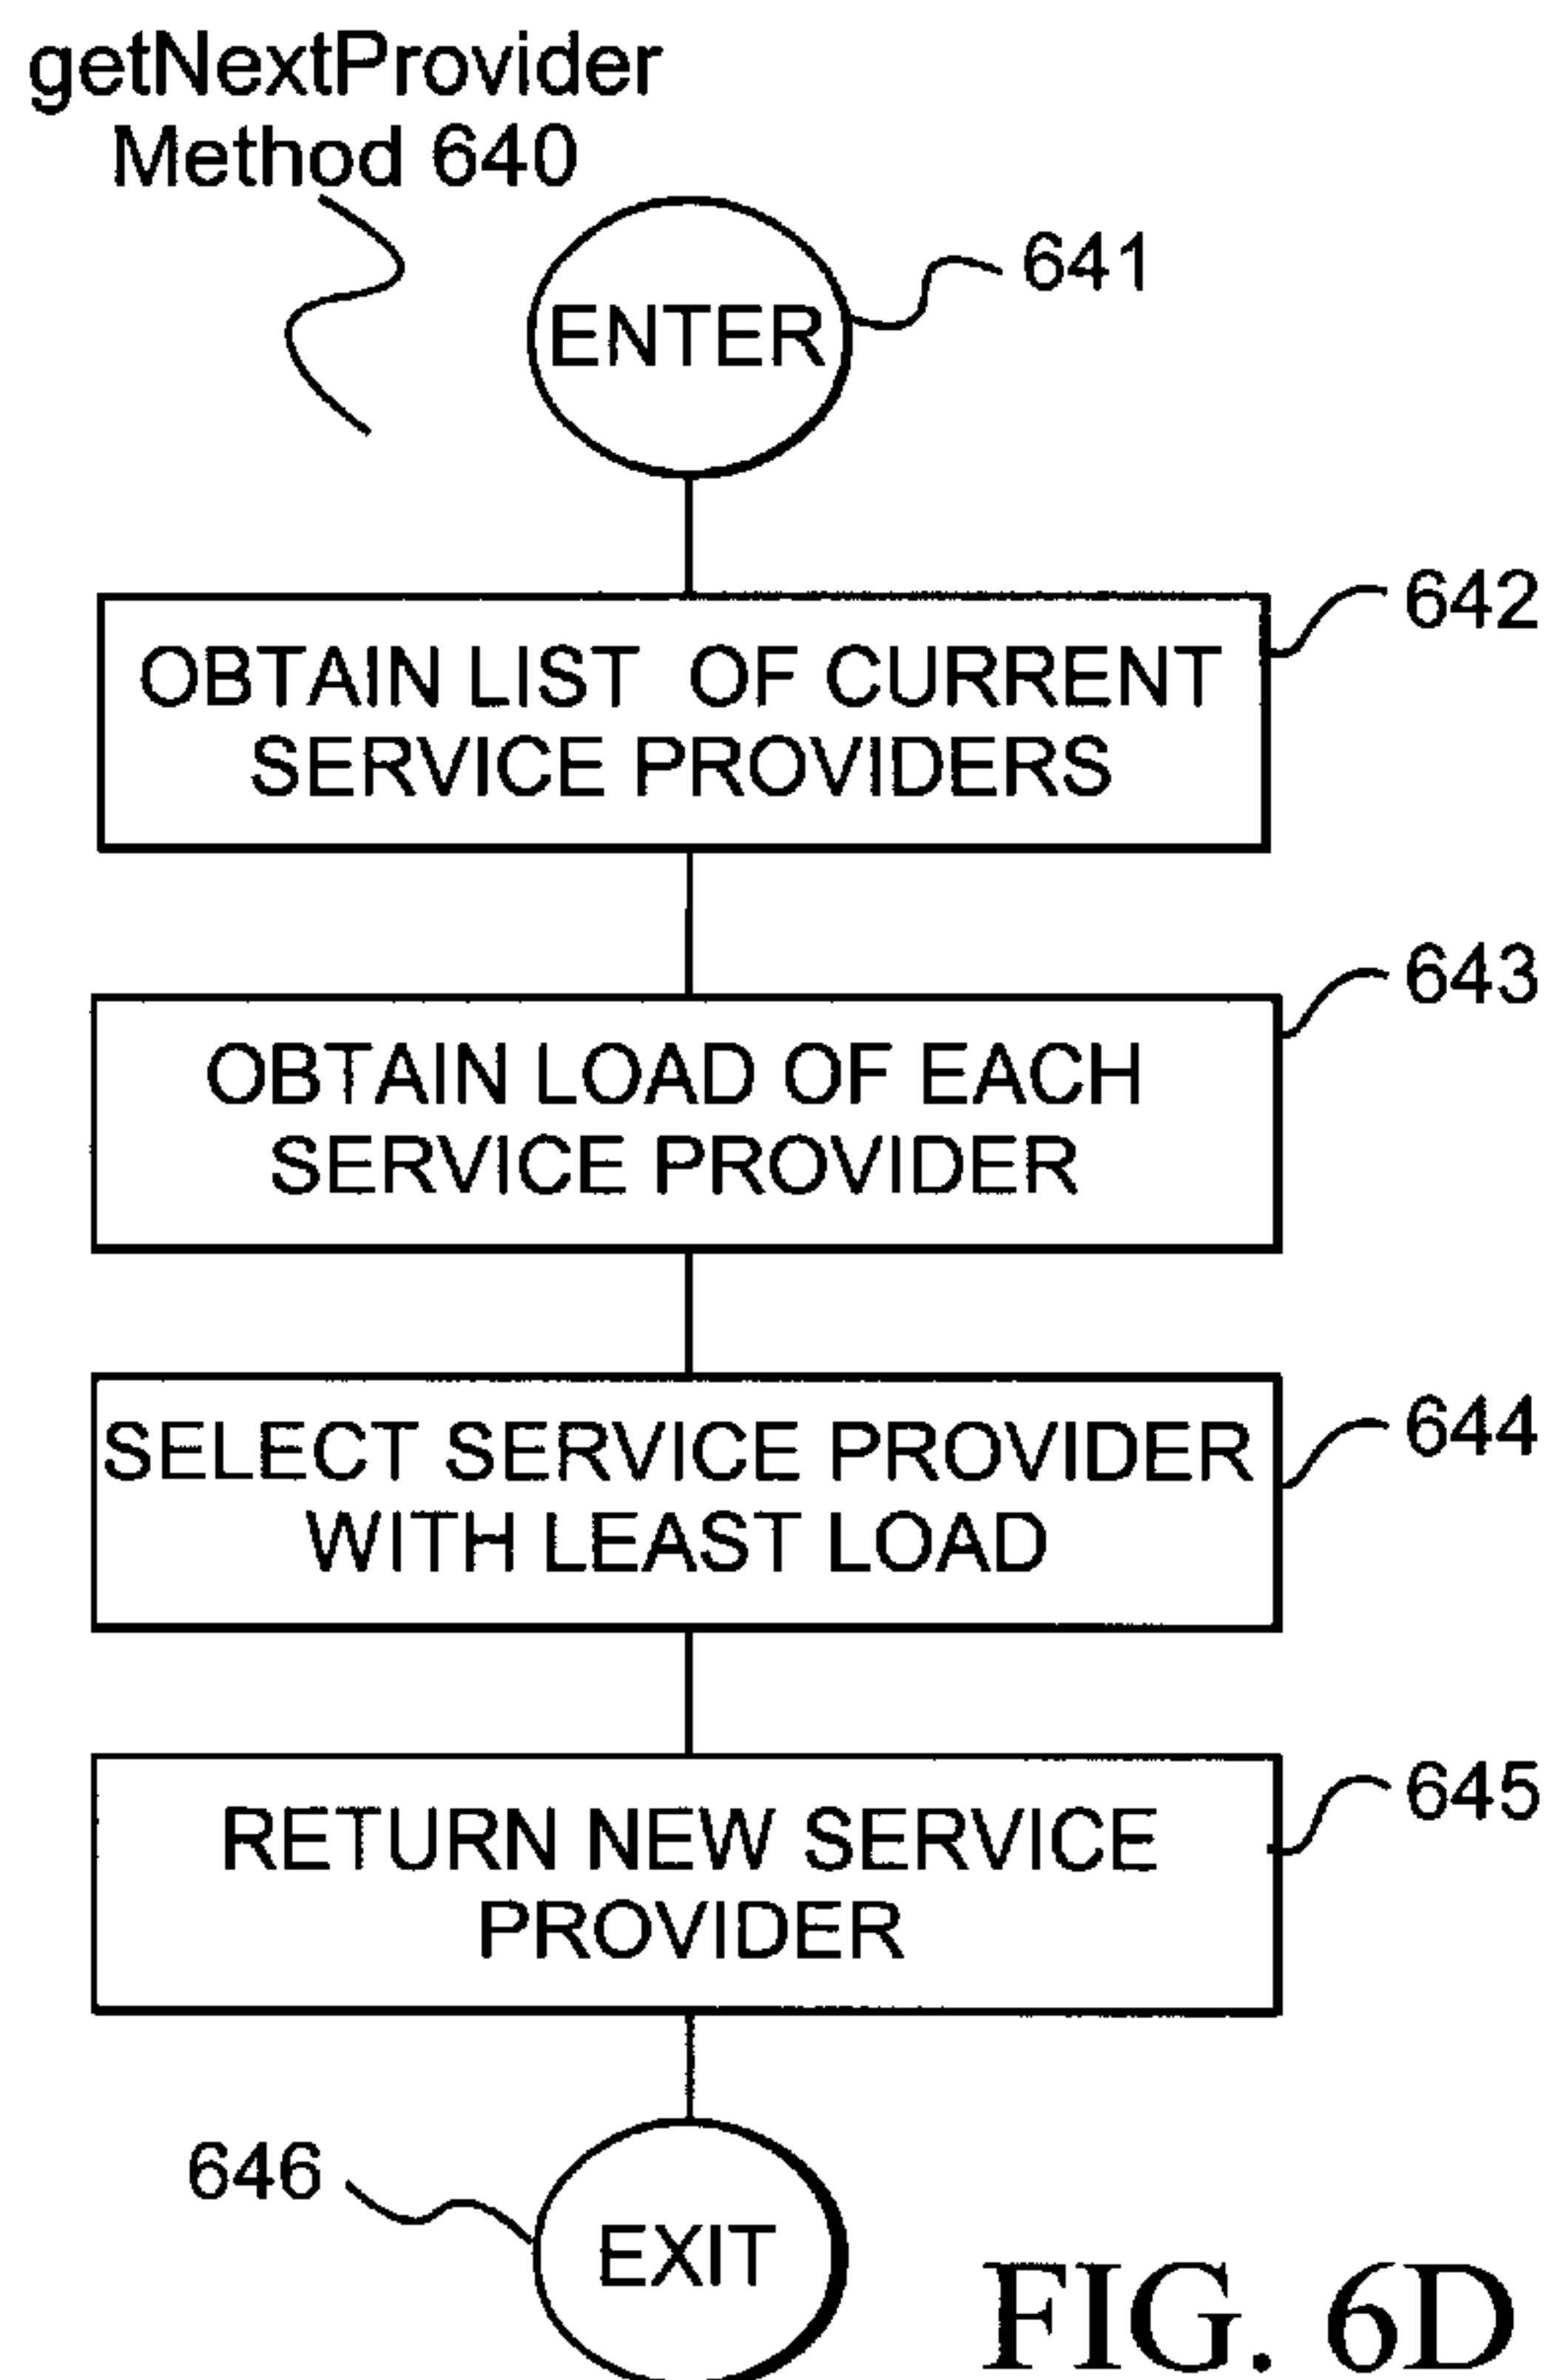 getNextProvider
Method 640
ENTER
641
642
OBTAIN LIST OF CURRENT
SERVICE PROVIDERS
643
OBTAIN LOAD OF EACH
SERVICE PROVIDER
644
SELECT SERVICE PROVIDER
WITH LEAST LOAD
645
RETURN NEW SERVICE
PROVIDER
646
EXIT
FIG. 6D